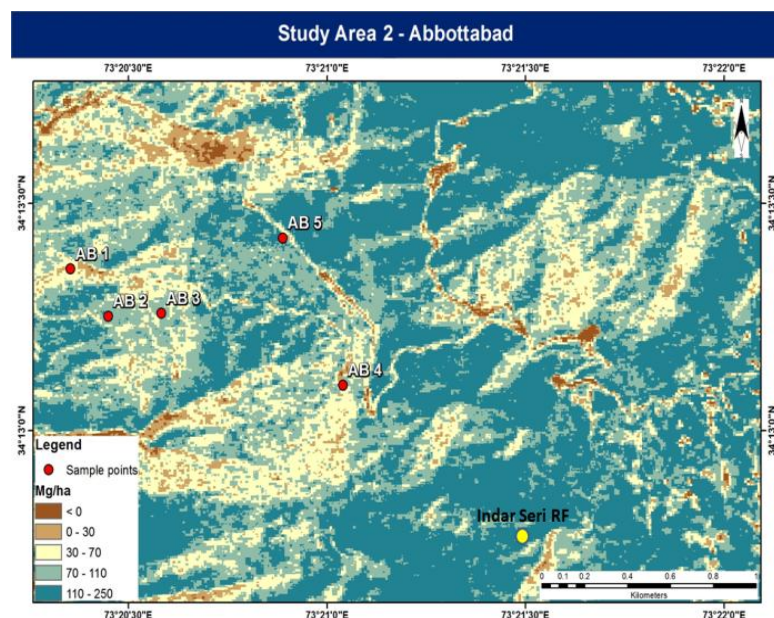 Study Area 2 - Abbottabad
73°20'30"E 73°21'0"E 73°21'30"E 73°22'0"E
34°13'30"N 34°13'30"N
AB 5
AB 1
AB 2 AB 3
AB 4
34°13'0"N 34°13'0"N
Legend
Sample points
Mg/ha
< 0
0 - 30
30 - 70
70 - 110
110 - 250
Indar Seri RF
0 0.1 0.2 0.4 0.6 0.8 1
Kilometers
73°20'30"E 73°21'0"E 73°21'30"E 73°22'0"E